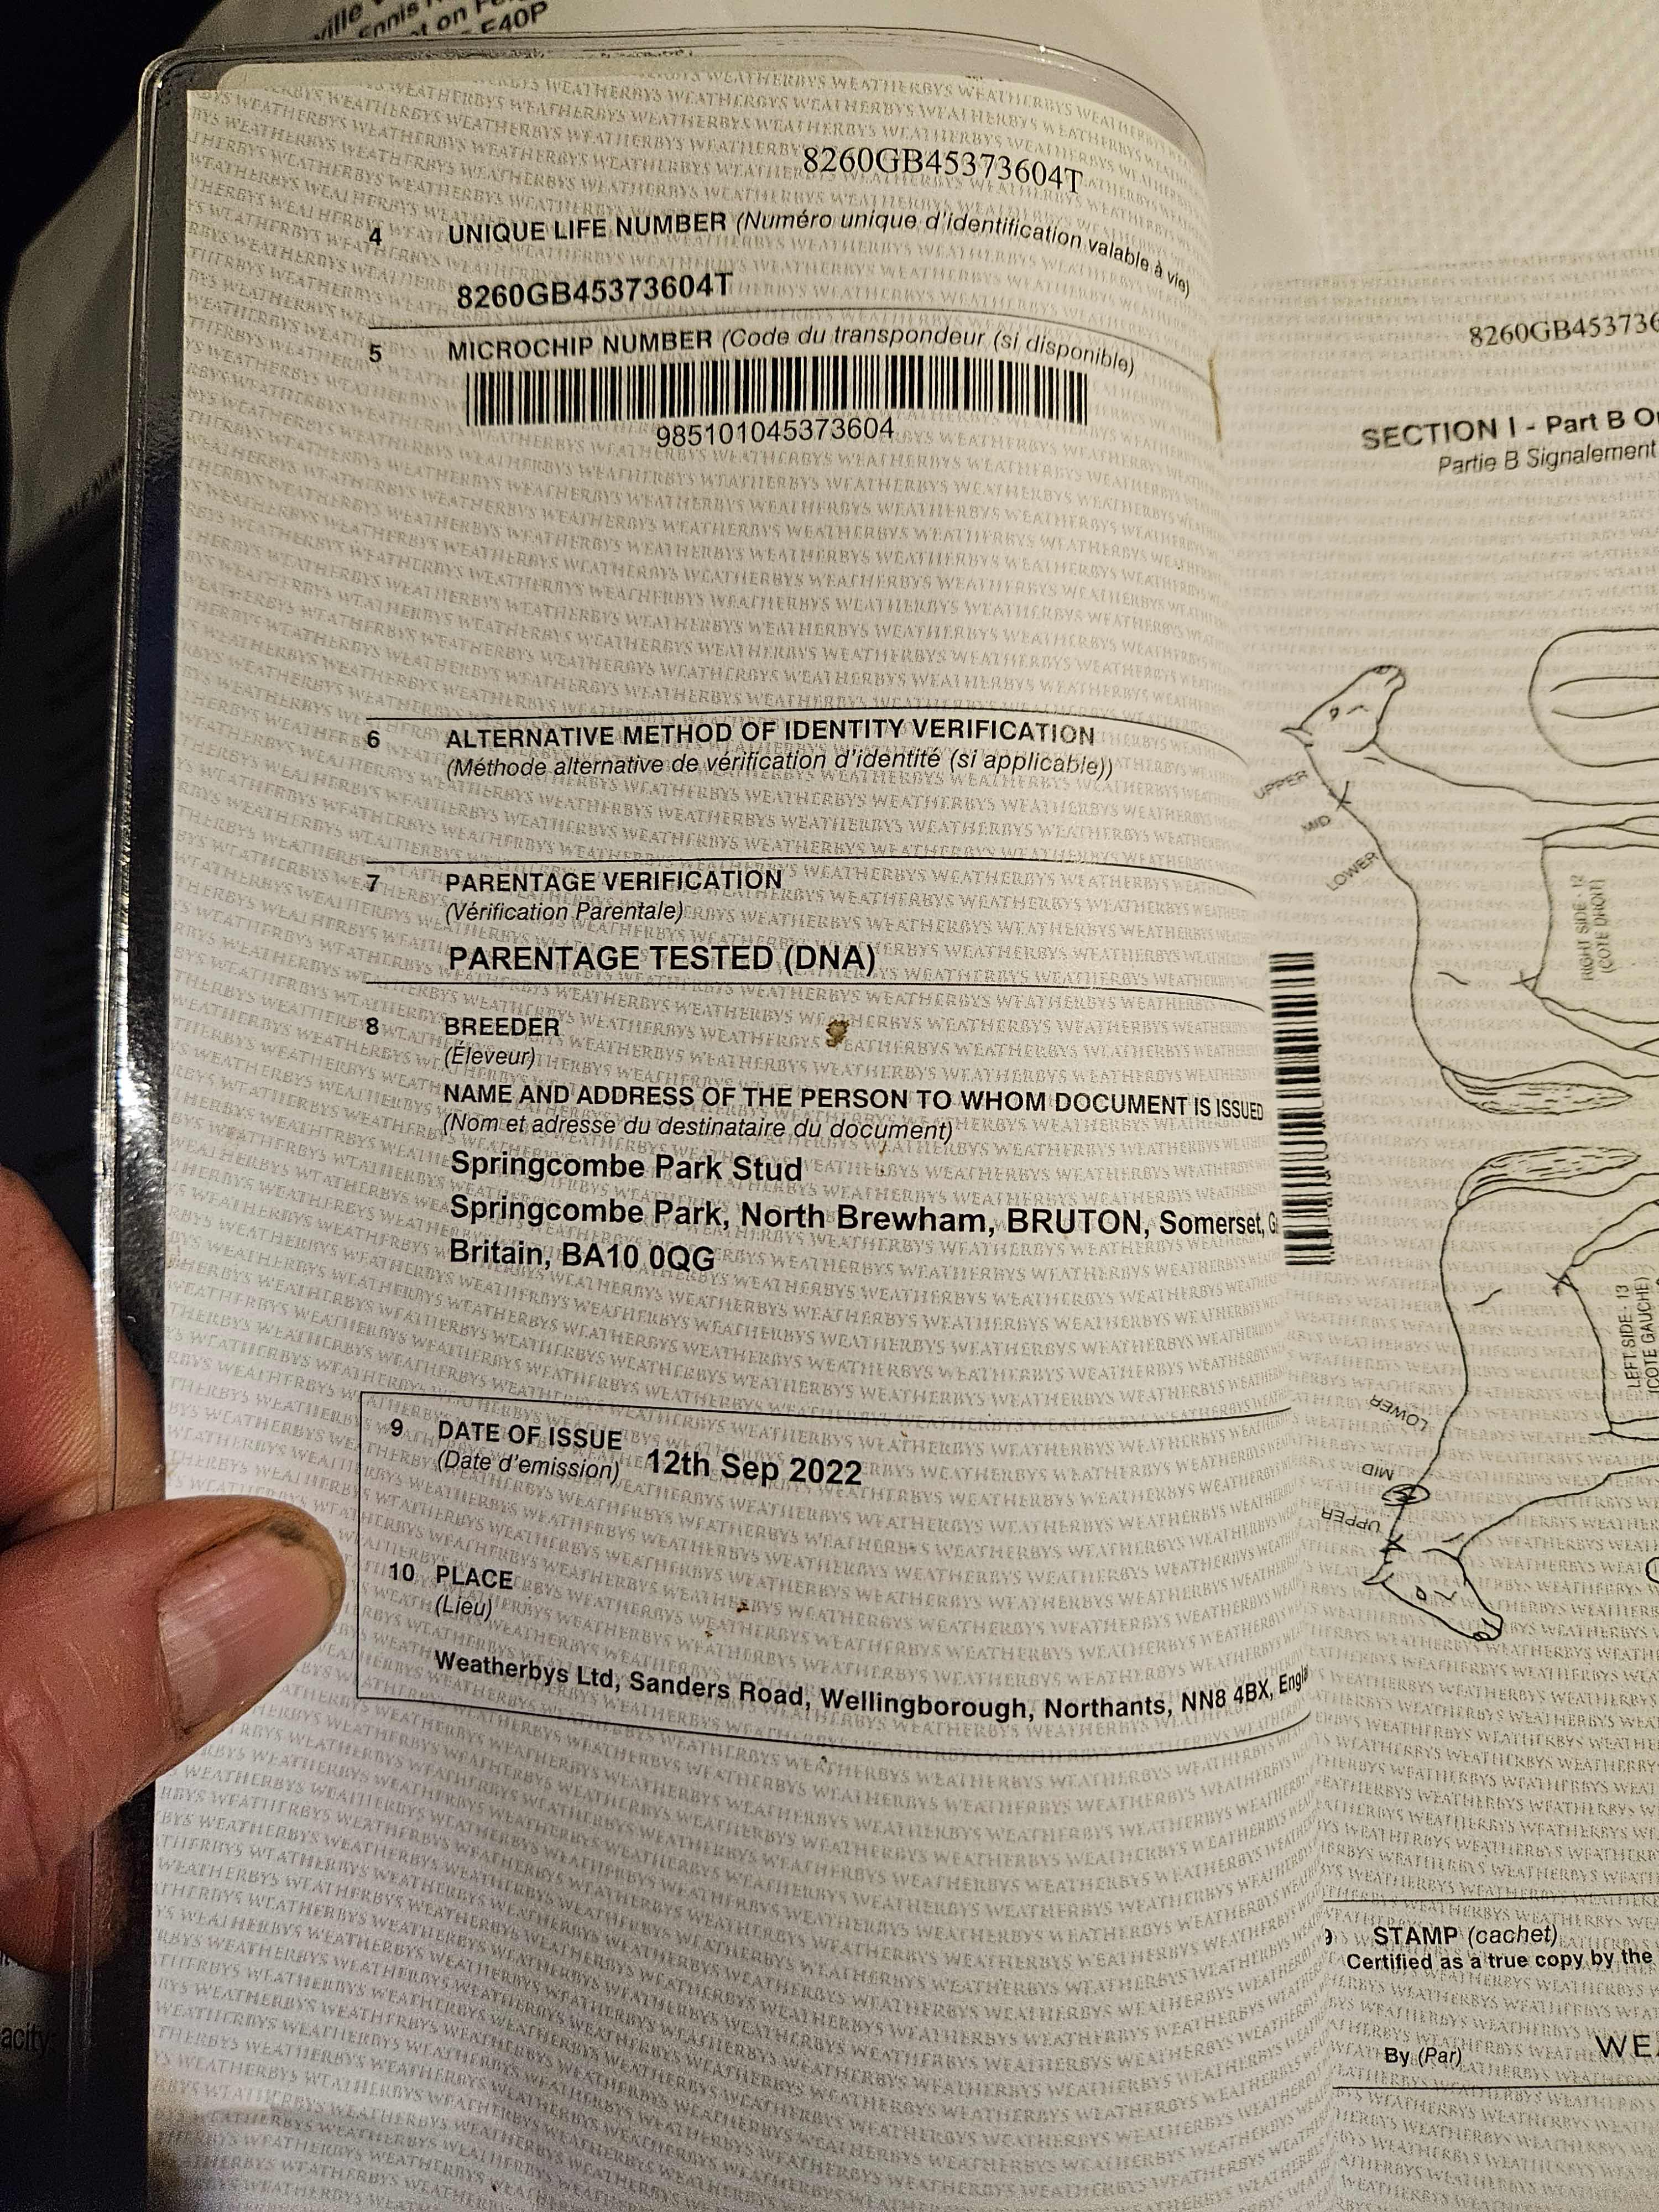 8260GB45373604T
4 UNIQUE LIFE NUMBER (Numéro unique d'identification valable à vie)
8260GB45373604T
5 MICROCHIP NUMBER (Code du transpondeur (si disponible)
985101045373604
6 ALTERNATIVE METHOD OF IDENTITY VERIFICATION
(Méthode alternative de vérification d'identité (si applicable))
7 PARENTAGE VERIFICATION
(Vérification Parentale)
PARENTAGE TESTED (DNA)
8 BREEDER
(Éleveur)
NAME AND ADDRESS OF THE PERSON TO WHOM DOCUMENT IS ISSUED
(Nom et adresse du destinataire du document)
Springcombe Park Stud
Springcombe Park, North Brewham, BRUTON, Somerset, G
Britain, BA10 0QG
9 DATE OF ISSUE 12th Sep 2022
(Date d'emission)
10 PLACE
(Lieu)
Weatherbys Ltd, Sanders Road, Wellingborough, Northants, NN8 4BX, Engla
8260GB453736
SECTION I - Part B O
Partie B Signalement
UPPER
MID
LOWER
RIGHT SIDE - 12
(COTE DROIT)
LEFT SIDE - 13
(COTE GAUCHE)
LOWER
MID
UPPER
STAMP (cachet)
Certified as a true copy by the
WE
By (Par)